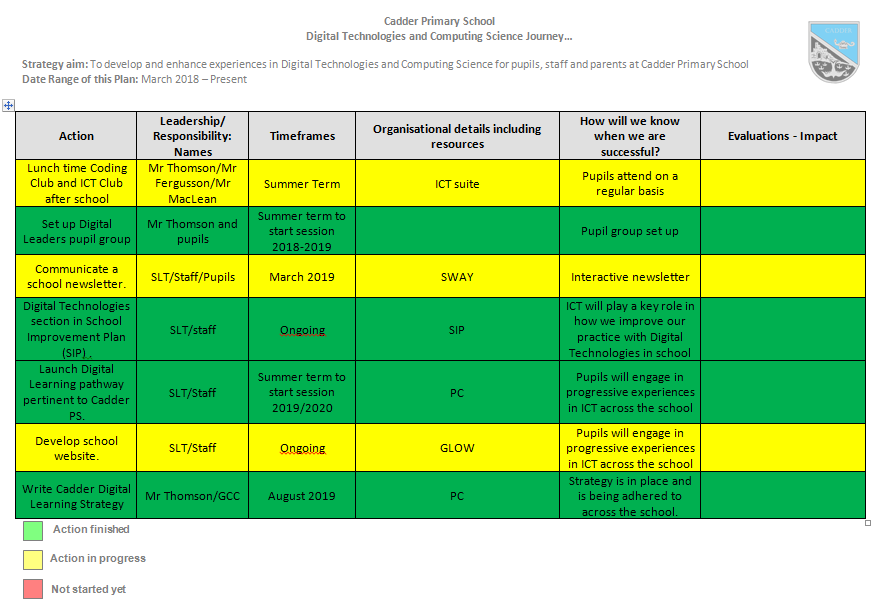 Cadder Primary School
Digital Technologies and Computing Science Journey...
CADDER
Strategy aim: To develop and enhance experiences in Digital Technologies and Computing Science for pupils, staff and parents at Cadder Primary School
Date Range of this Plan: March 2018 – Present
Action
Leadership/
Responsibility:
Names
Timeframes
Organisational details including
resources
How will we know
when we are
successful?
Evaluations - Impact
Lunch time Coding
Club and ICT Club
after school
Mr Thomson/Mr
Fergusson/Mr
MacLean
Summer Term
ICT suite
Pupils attend on a
regular basis
Set up Digital
Leaders pupil group
Mr Thomson and
pupils
Summer term to
start session
2018-2019
Pupil group set up
Communicate a
school newsletter.
SLT/Staff/Pupils
March 2019
SWAY
Interactive newsletter
Digital Technologies
section in School
Improvement Plan
(SIP) .
SLT/staff
Ongoing
SIP
ICT will play a key role in
how we improve our
practice with Digital
Technologies in school
Launch Digital
Learning pathway
pertinent to Cadder
PS.
SLT/Staff
Summer term to
start session
2019/2020
PC
Pupils will engage in
progressive experiences
in ICT across the school
Develop school
website.
SLT/Staff
Ongoing
GLOW
Pupils will engage in
progressive experiences
in ICT across the school
Write Cadder Digital
Learning Strategy
Mr Thomson/GCC
August 2019
PC
Strategy is in place and
is being adhered to
across the school.
Action finished
Action in progress
Not started yet